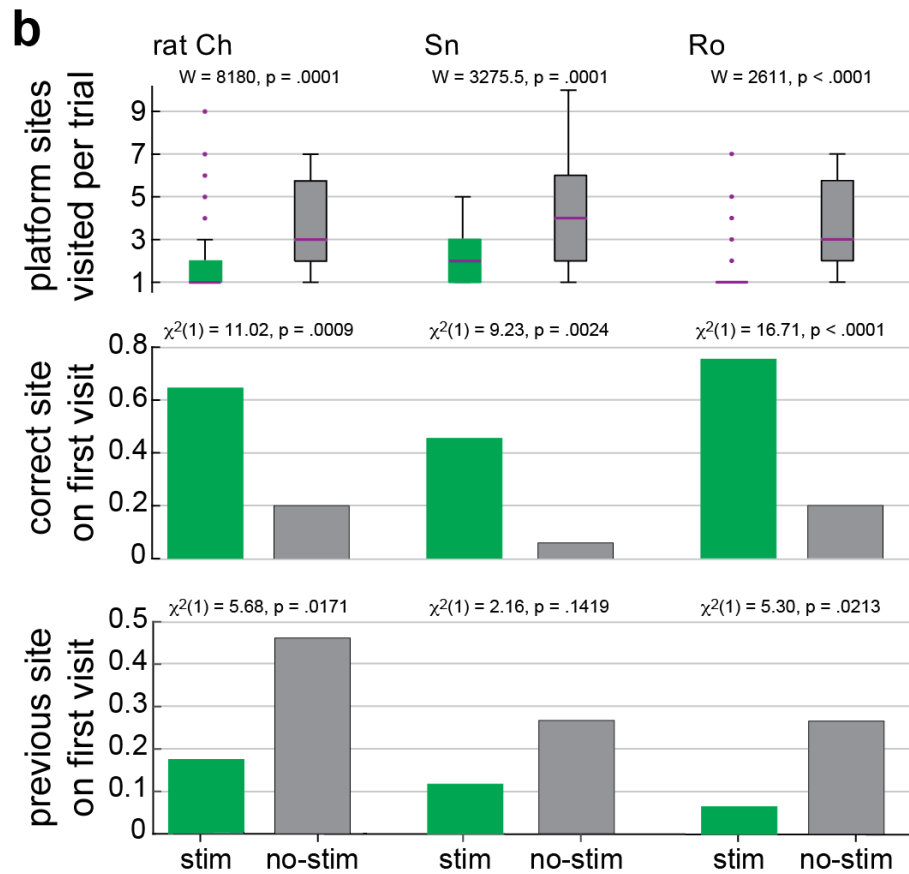 b
rat Ch Sn Ro
W = 8180, p = .0001 W = 3275.5, p = .0001 W = 2611, p < .0001
platform sites
visited per trial
9
7
5
3
1
χ²(1) = 11.02, p = .0009 χ²(1) = 9.23, p = .0024 χ²(1) = 16.71, p < .0001
correct site
on first visit
0.8
0.6
0.4
0.2
0
χ²(1) = 5.68, p = .0171 χ²(1) = 2.16, p = .1419 χ²(1) = 5.30, p = .0213
previous site
on first visit
0.5
0.4
0.3
0.2
0.1
0
stim no-stim stim no-stim stim no-stim